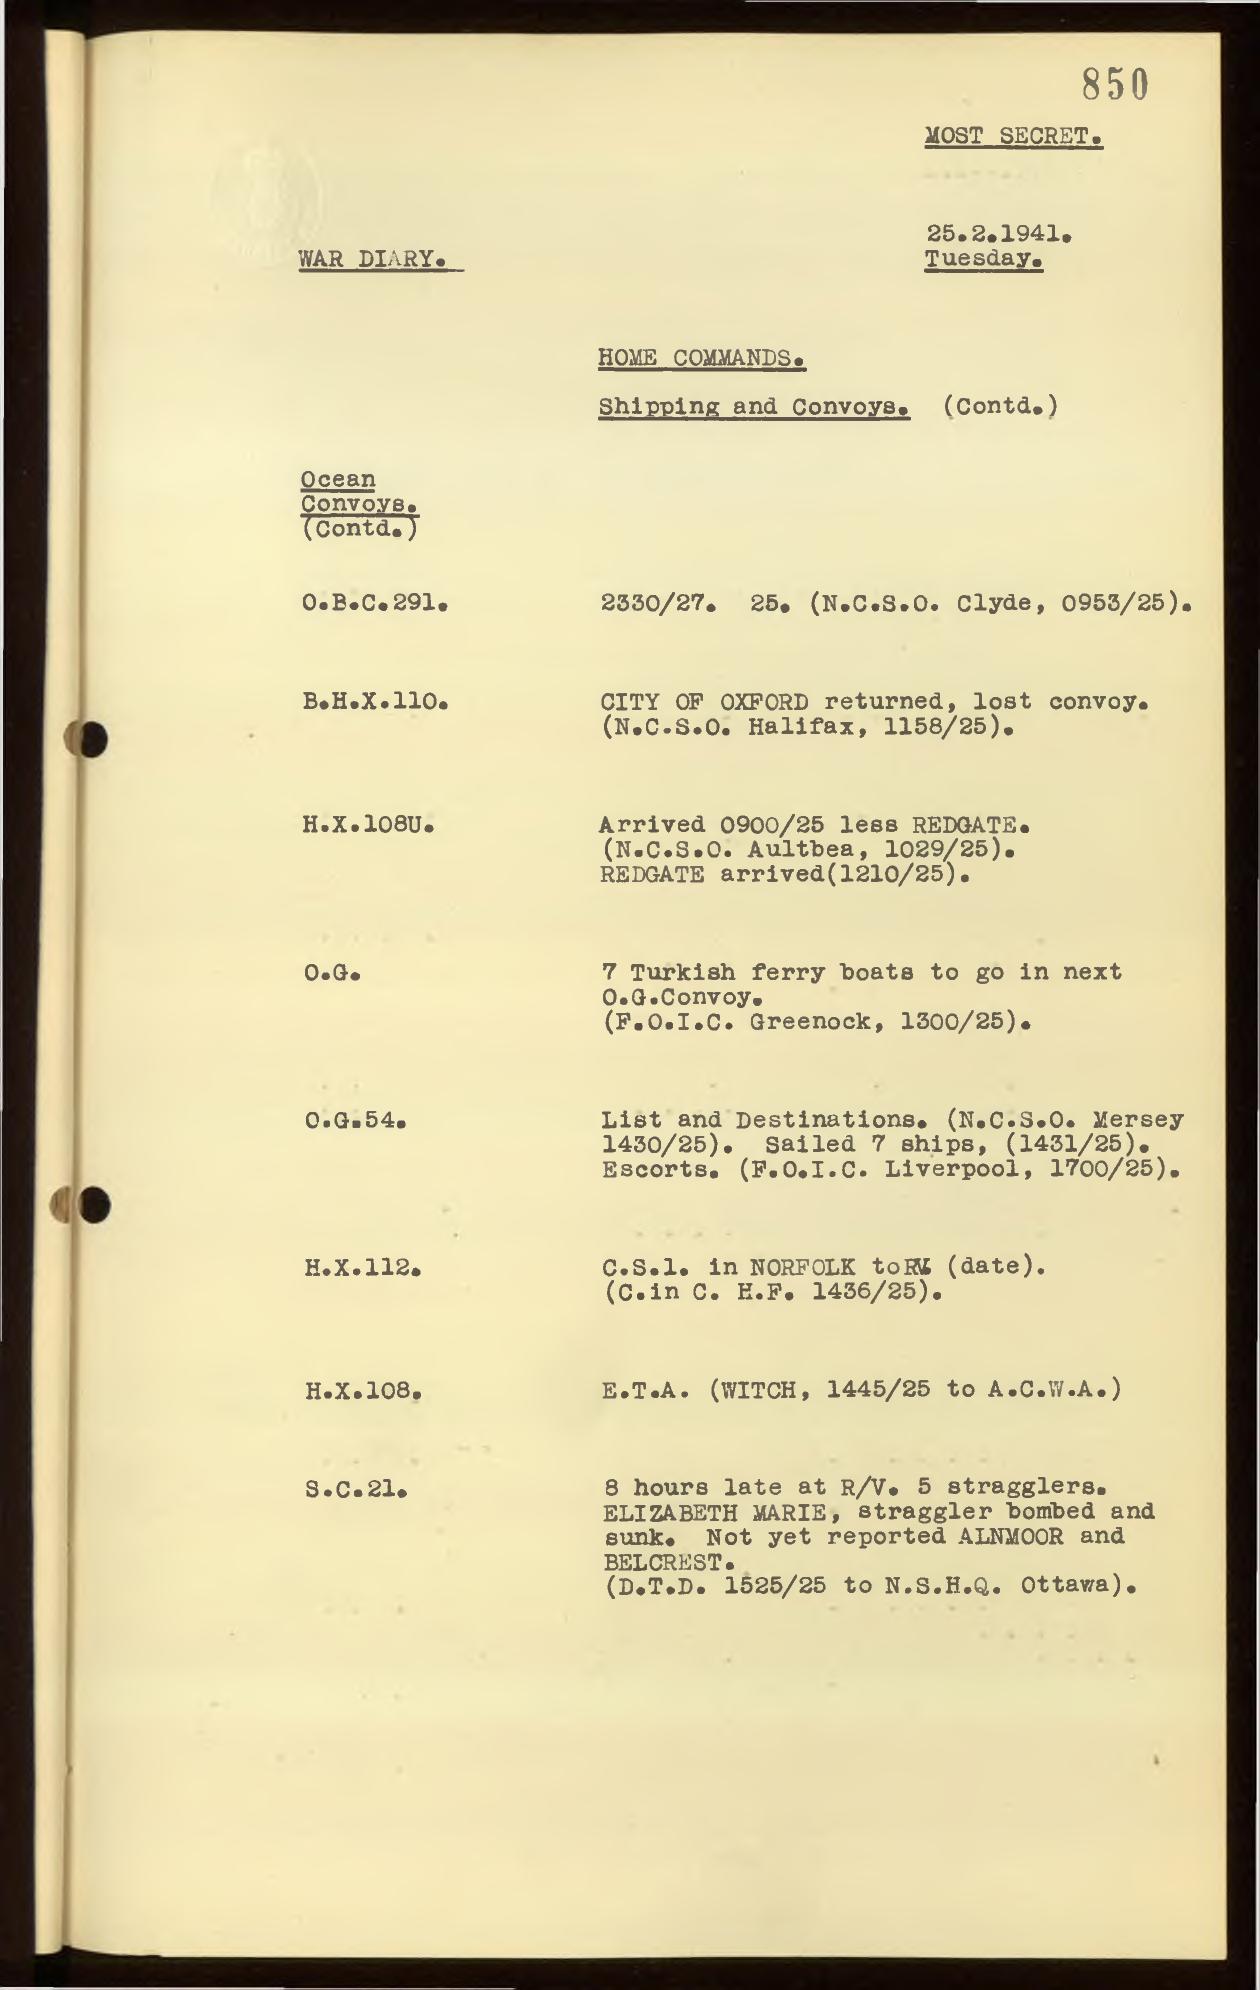 850
MOST SECRET.
25.2.1941.
WAR DIARY. Tuesday.
HOME COMMANDS.
Shipping and Convoys. (Contd.)
Ocean
Convoys.
(Contd.)
O.B.C.291. 2330/27. 25. (N.C.S.O. Clyde, 0953/25).
B.H.X.110. CITY OF OXFORD returned, lost convoy.
(N.C.S.O. Halifax, 1158/25).
H.X.108U. Arrived 0900/25 less REDGATE.
(N.C.S.O. Aultbea, 1029/25).
REDGATE arrived(1210/25).
O.G. 7 Turkish ferry boats to go in next
O.G.Convoy.
(F.O.I.C. Greenock, 1300/25).
O.G.54. List and Destinations. (N.C.S.O. Mersey
1430/25). Sailed 7 ships, (1431/25).
Escorts. (F.O.I.C. Liverpool, 1700/25).
H.X.112. C.S.1. in NORFOLK to (date).
(C.in C. H.F. 1436/25).
H.X.108. E.T.A. (WITCH, 1445/25 to A.C.W.A.)
S.C.21. 8 hours late at R/V. 5 stragglers.
ELIZABETH MARIE, straggler bombed and
sunk. Not yet reported ALNMOOR and
BELCREST.
(D.T.D. 1525/25 to N.S.H.Q. Ottawa).